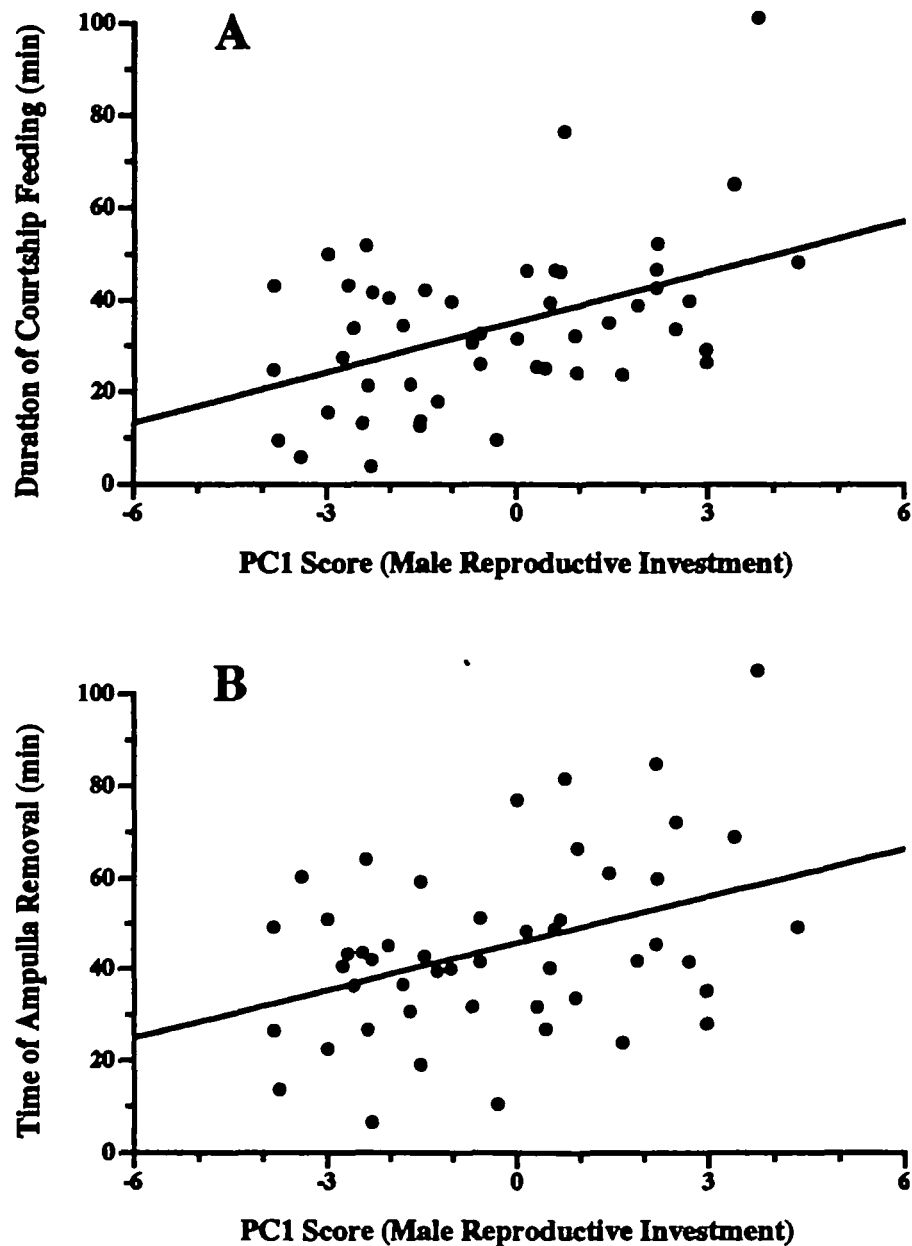 A
Duration of Courtship Feeding (min)
100
80
60
40
20
0
-6 -3 0 3 6
PC1 Score (Male Reproductive Investment)
B
Time of Ampulla Removal (min)
100
80
60
40
20
0
-6 -3 0 3 6
PC1 Score (Male Reproductive Investment)